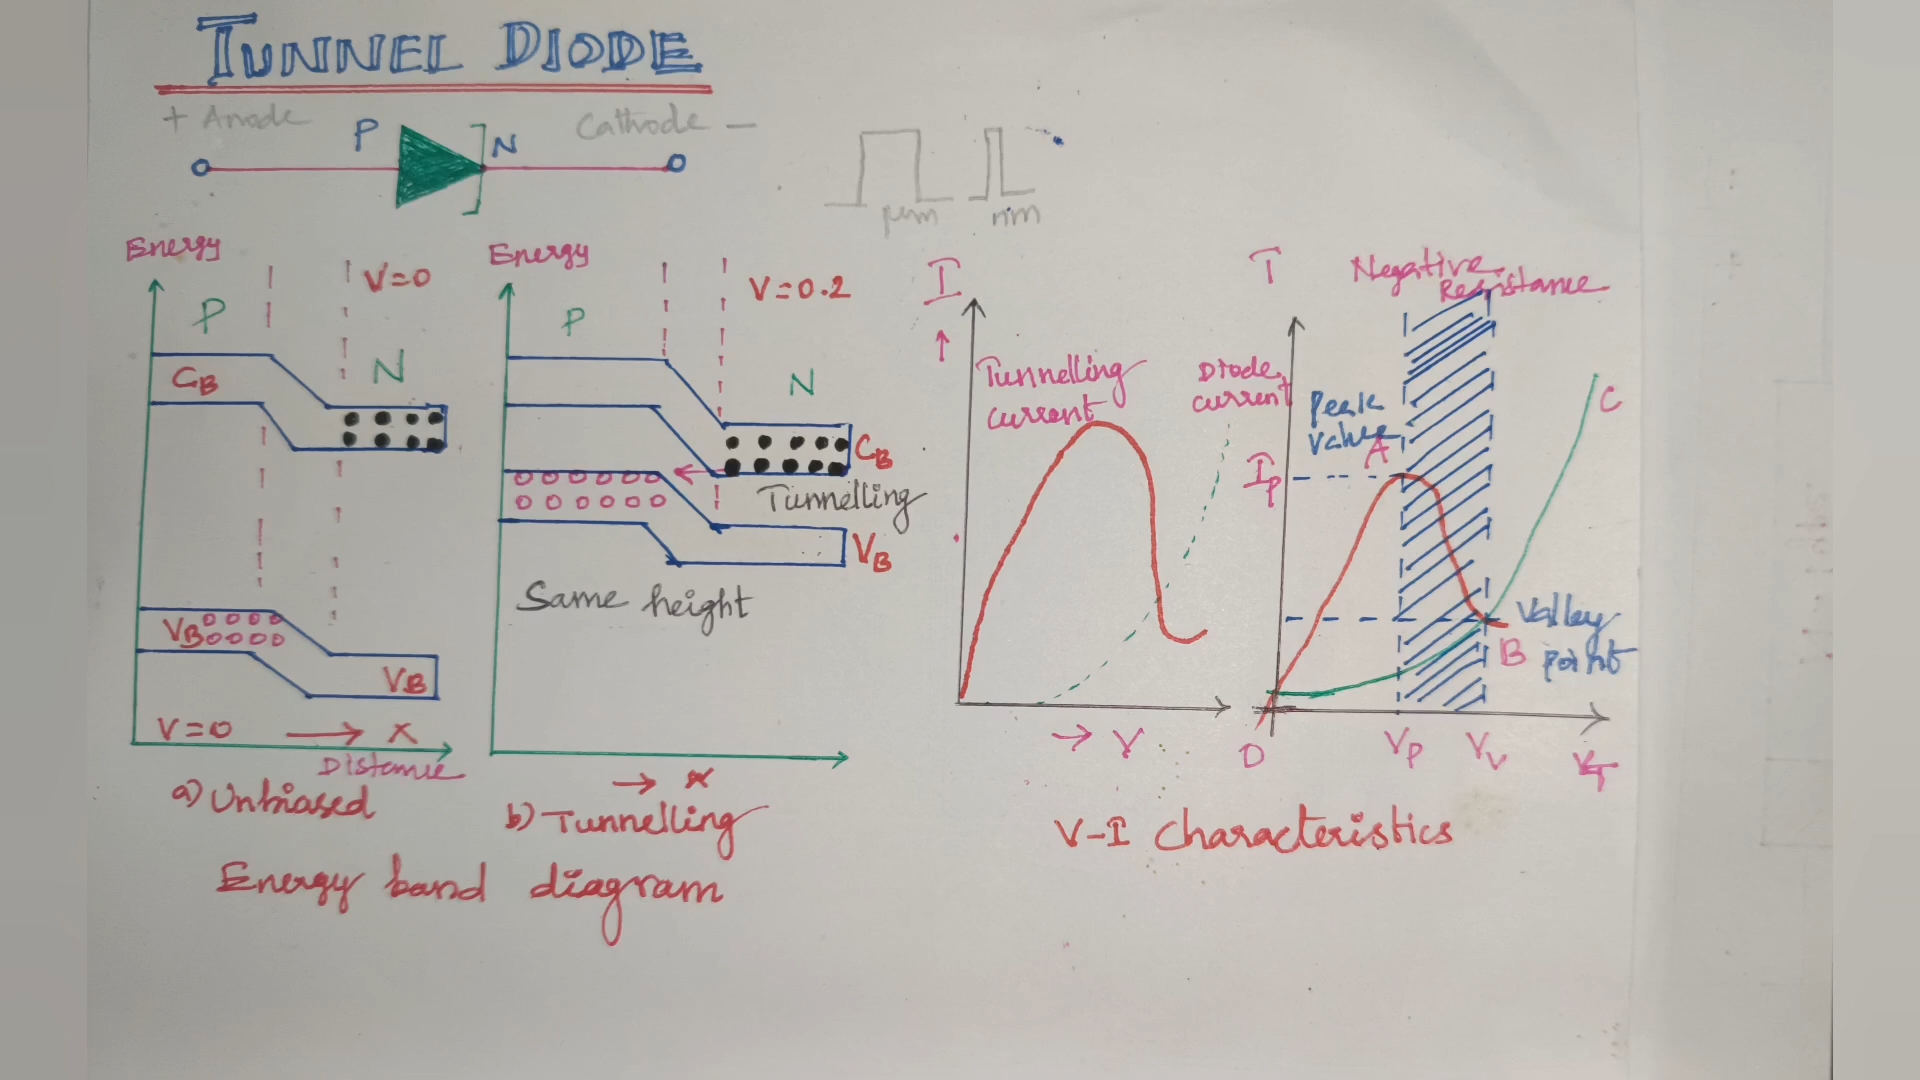 TUNNEL DIODE
+ Anode
Cathode -
P
N
µm
nm
Energy
V=0
P
N
CB
VB
VB
V=0
→ x
Distance
a) Unbiased
Energy
V=0.2
P
N
CB
Tunnelling
VB
Same height
→ x
b) Tunnelling
Energy band diagram
I
Tunnelling
current
Diode
current
→ V
I
Negative
Resistance
Peak
value
A
Ip
C
Valley
point
B
D
Vp
Vv
V-I characteristics